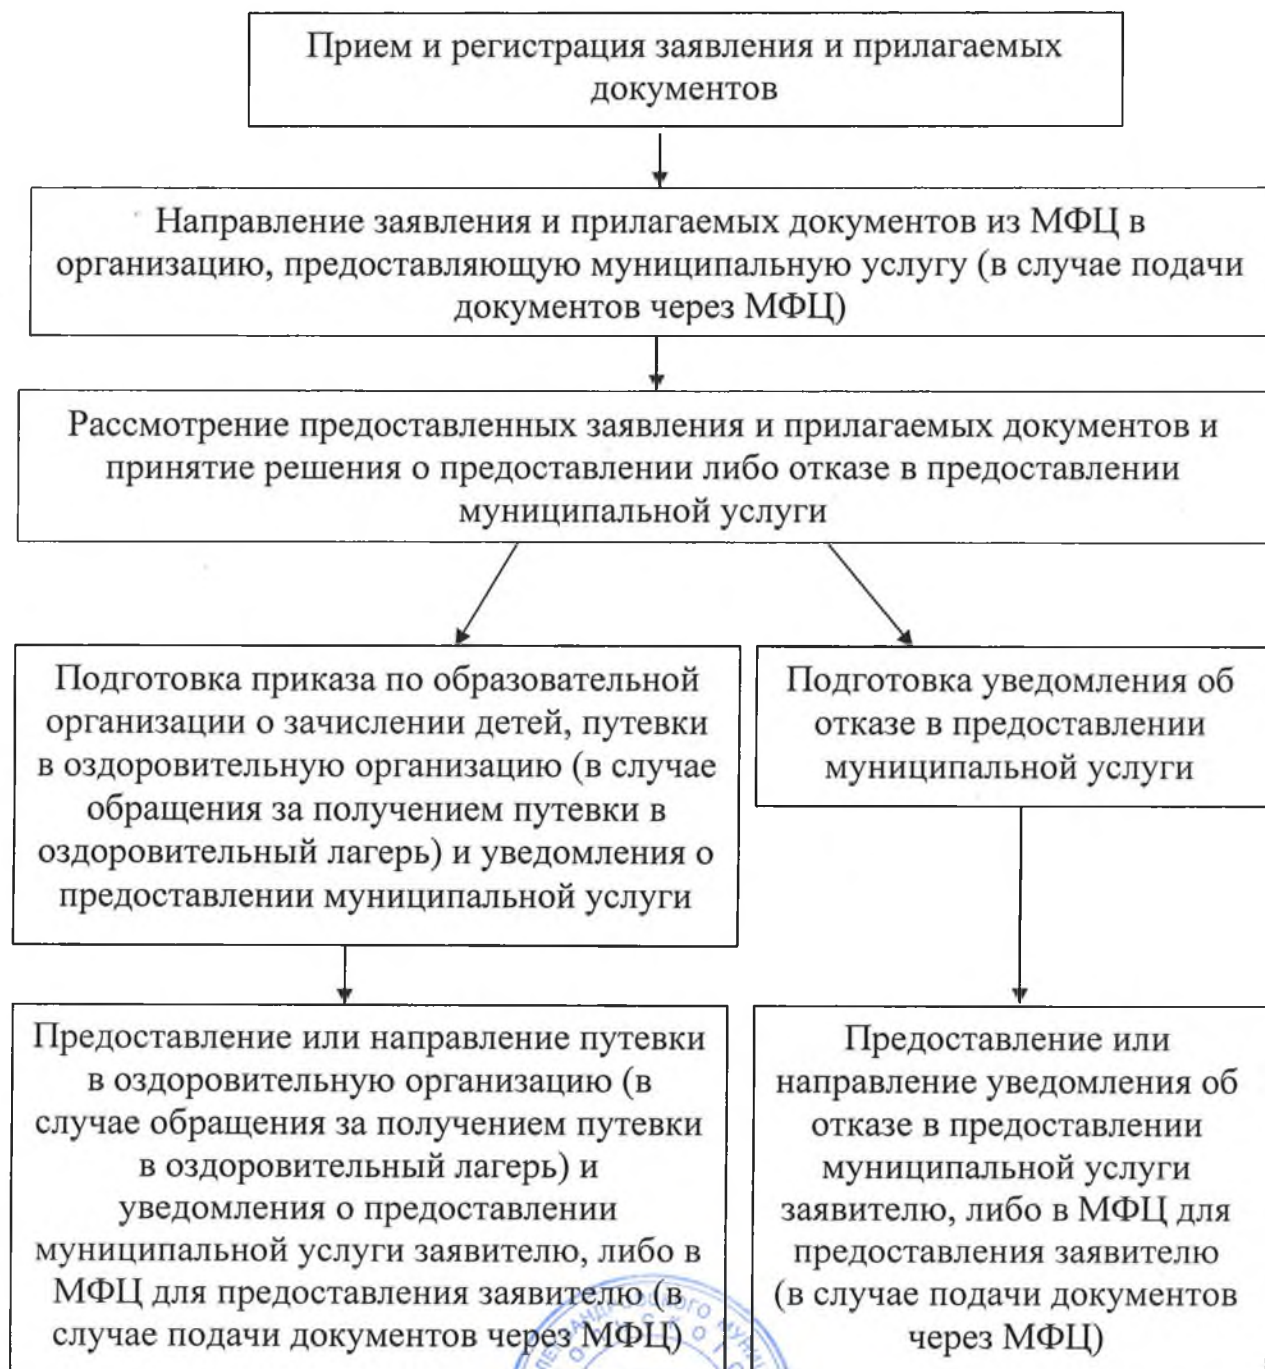 Прием и регистрация заявления и прилагаемых
документов
Направление заявления и прилагаемых документов из МФЦ в
организацию, предоставляющую муниципальную услугу (в случае подачи
документов через МФЦ)
Рассмотрение предоставленных заявления и прилагаемых документов и
принятие решения о предоставлении либо отказе в предоставлении
муниципальной услуги
Подготовка приказа по образовательной
организации о зачислении детей, путевки
в оздоровительную организацию (в случае
обращения за получением путевки в
оздоровительный лагерь) и уведомления о
предоставлении муниципальной услуги
Подготовка уведомления об
отказе в предоставлении
муниципальной услуги
Предоставление или направление путевки
в оздоровительную организацию (в
случае обращения за получением путевки
в оздоровительный лагерь) и
уведомления о предоставлении
муниципальной услуги заявителю, либо в
МФЦ для предоставления заявителю (в
случае подачи документов через МФЦ)
Предоставление или
направление уведомления об
отказе в предоставлении
муниципальной услуги
заявителю, либо в МФЦ для
предоставления заявителю
(в случае подачи документов
через МФЦ)